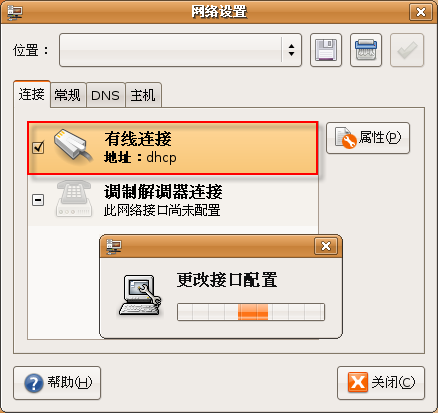 网络设置
位置：
连接 常规 DNS 主机
有线连接
地址：dhcp
属性(P)
调制解调器连接
此网络接口尚未配置
更改接口配置
帮助(H)
关闭(C)